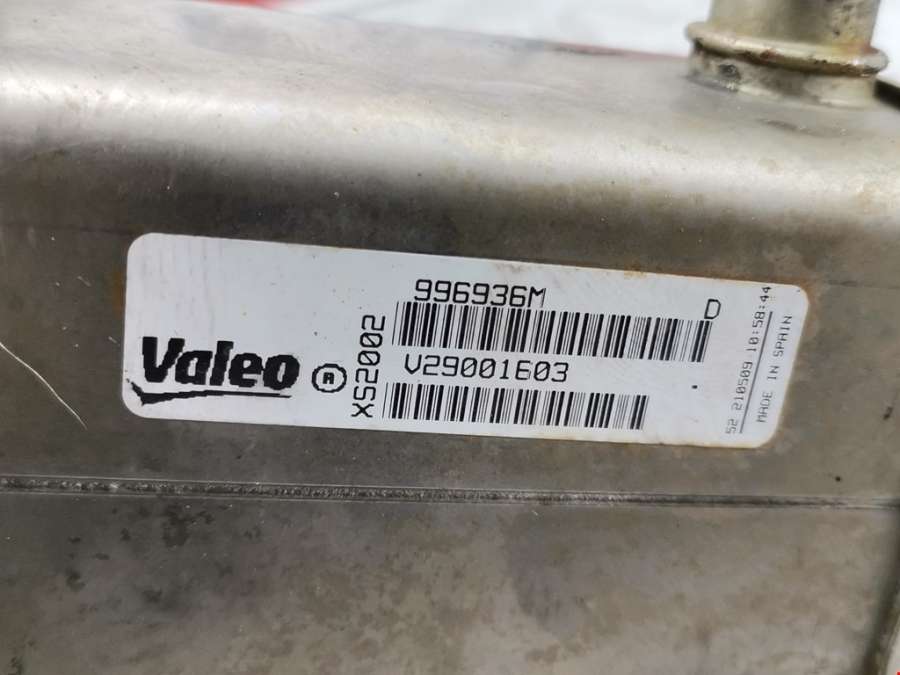 996936M
D
Valeo
®
XS2002
V29001E03
52 210509 10:58:44
MADE IN SPAIN